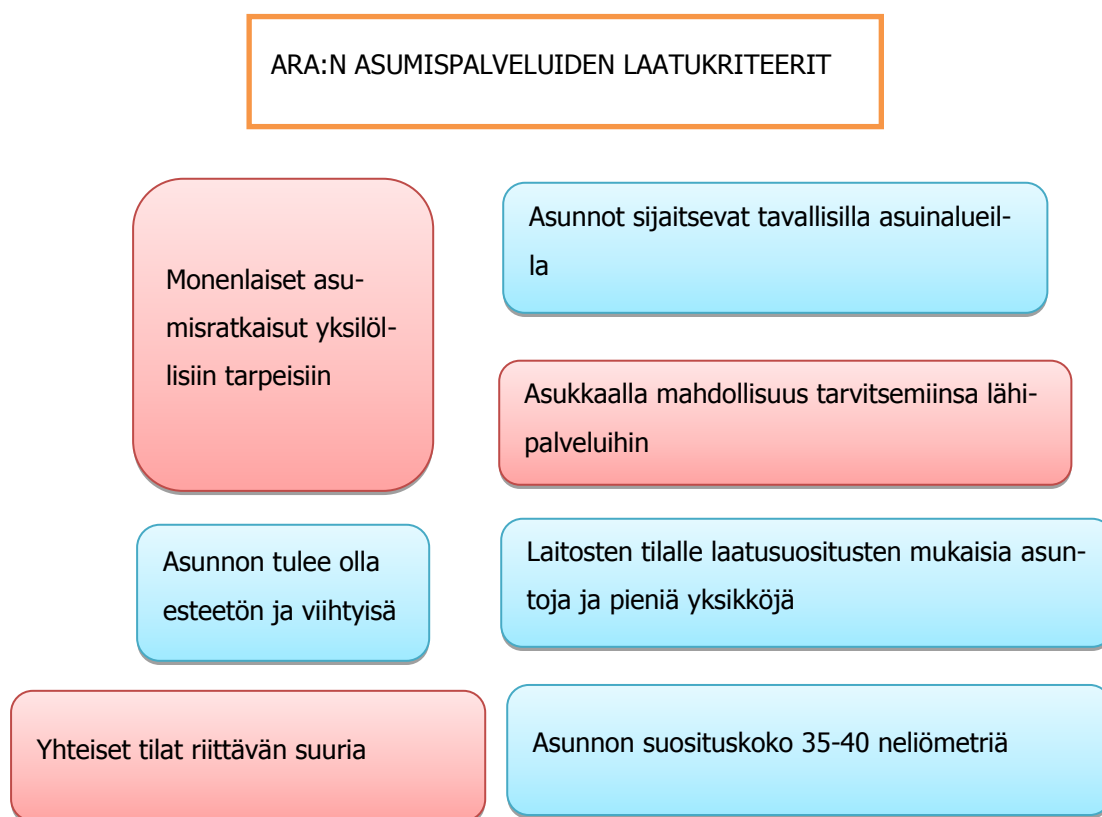 ARA:N ASUMISPALVELUIDEN LAATUKRITEERIT
Monenlaiset asu-
misratkaisut yksilöl-
lisiin tarpeisiin
Asunnot sijaitsevat tavallisilla asuinalueil-
la
Asukkaalla mahdollisuus tarvitsemiinsa lähi-
palveluihin
Asunnon tulee olla
esteetön ja viihtyisä
Laitosten tilalle laatusuositusten mukaisia asun-
toja ja pieniä yksikköjä
Yhteiset tilat riittävän suuria
Asunnon suosituskoko 35-40 neliömetriä